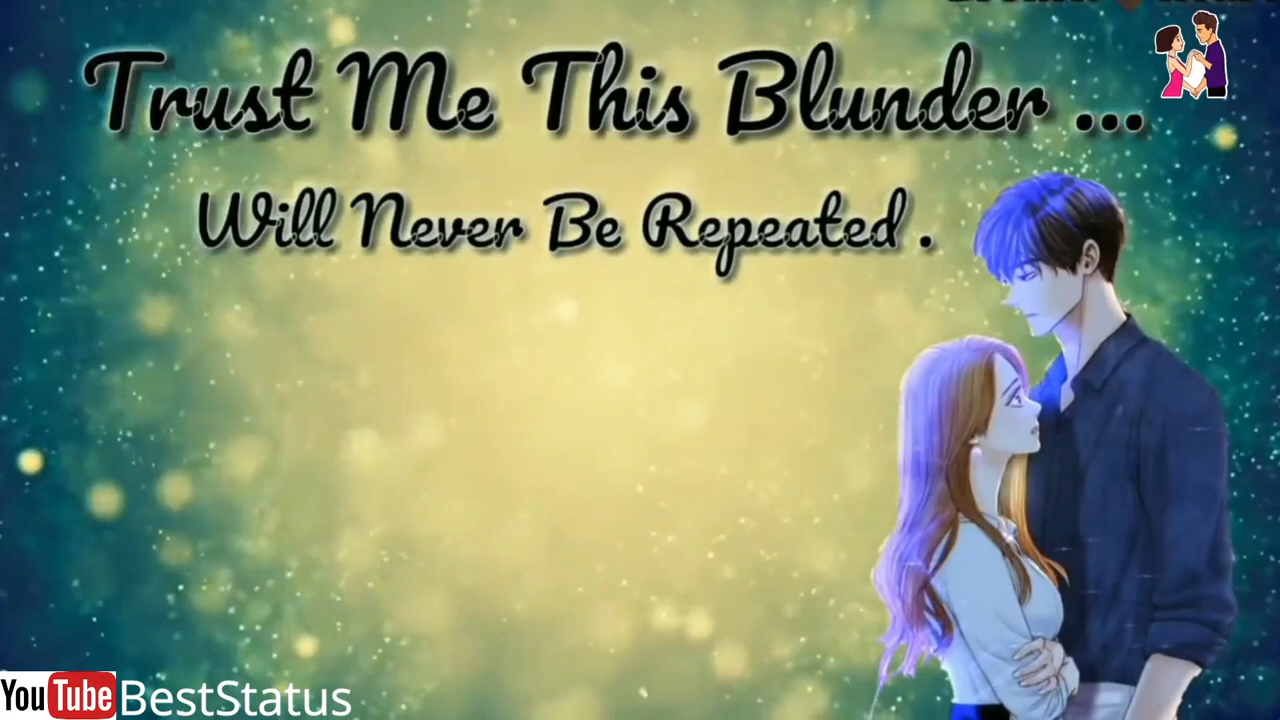 Trust Me This Blunder ...
Will Never Be Repeated .
YouTube BestStatus